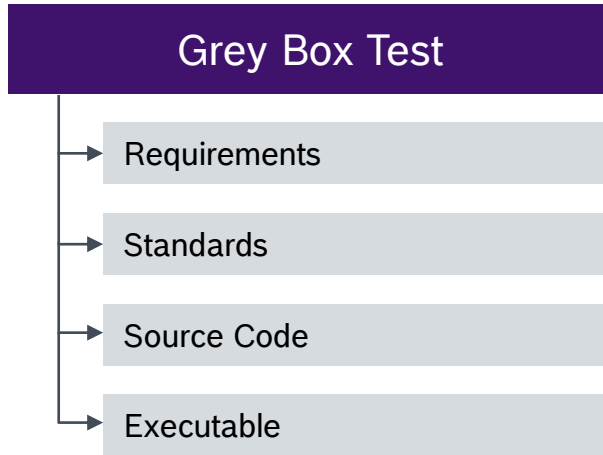 Grey Box Test
Requirements
Standards
Source Code
Executable